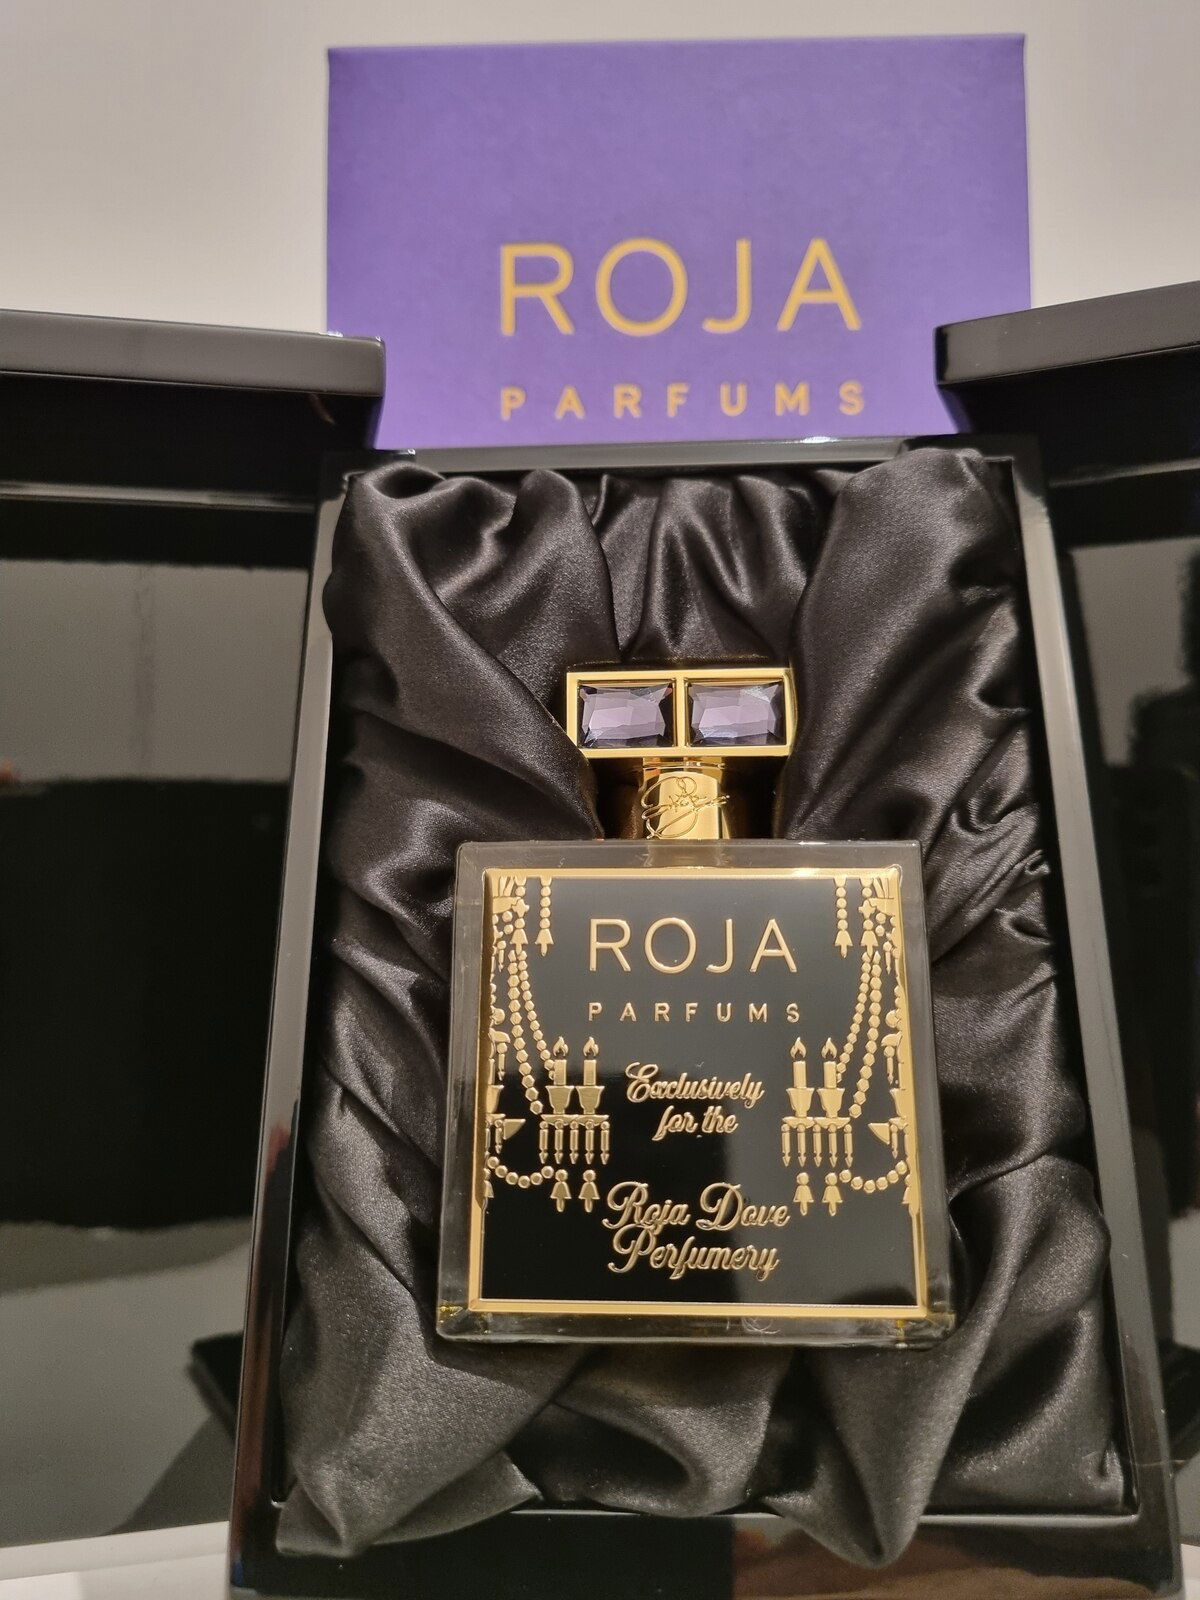 ROJA
PARFUMS
ROJA
PARFUMS
Exclusively
for the
Roja Dove
Perfumery